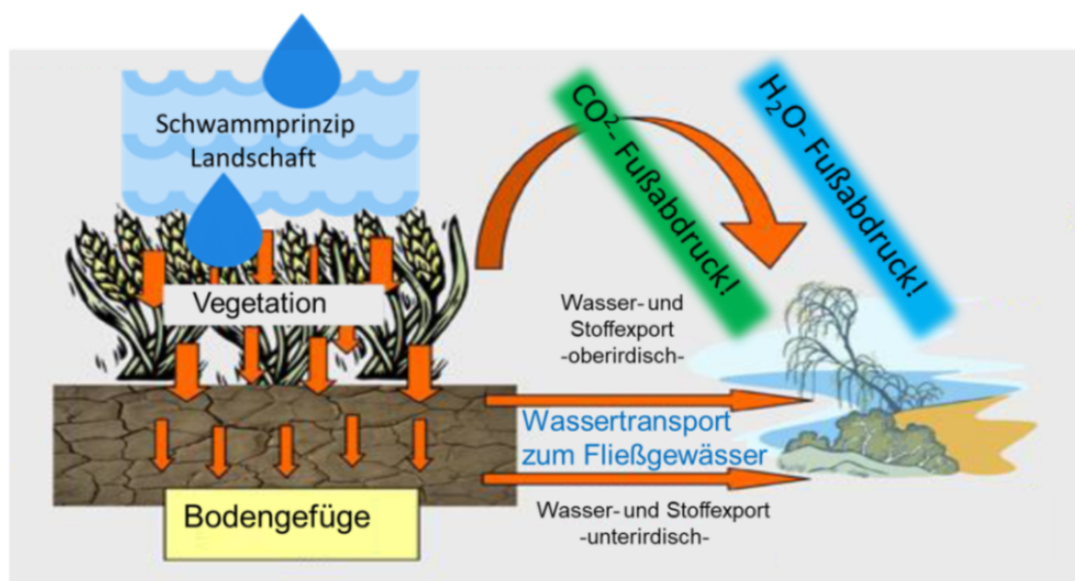 Schwammprinzip
Landschaft
Vegetation
Bodengefüge
CO²- Fußabdruck!
H₂O- Fußabdruck!
Wasser- und
Stoffexport
-oberirdisch-
Wassertransport
zum Fließgewässer
Wasser- und Stoffexport
-unterirdisch-